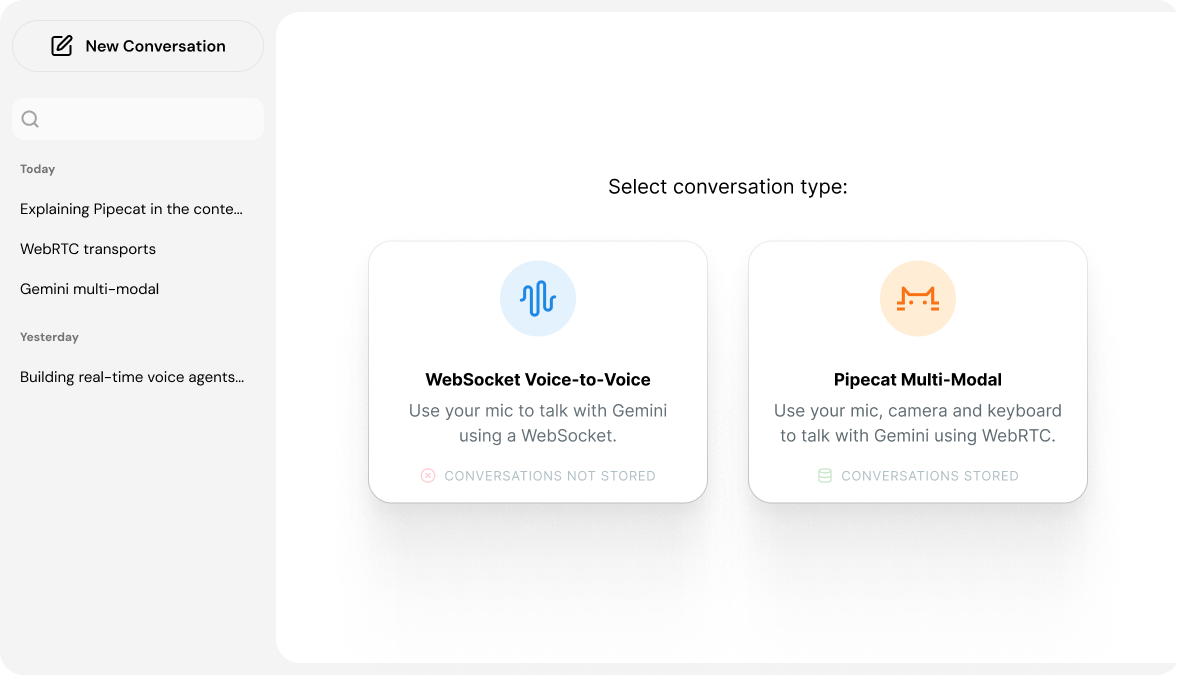 New Conversation
Today
Explaining Pipecat in the conte...
WebRTC transports
Gemini multi-modal
Yesterday
Building real-time voice agents...
Select conversation type:
WebSocket Voice-to-Voice
Use your mic to talk with Gemini
using a WebSocket.
CONVERSATIONS NOT STORED
Pipecat Multi-Modal
Use your mic, camera and keyboard
to talk with Gemini using WebRTC.
CONVERSATIONS STORED